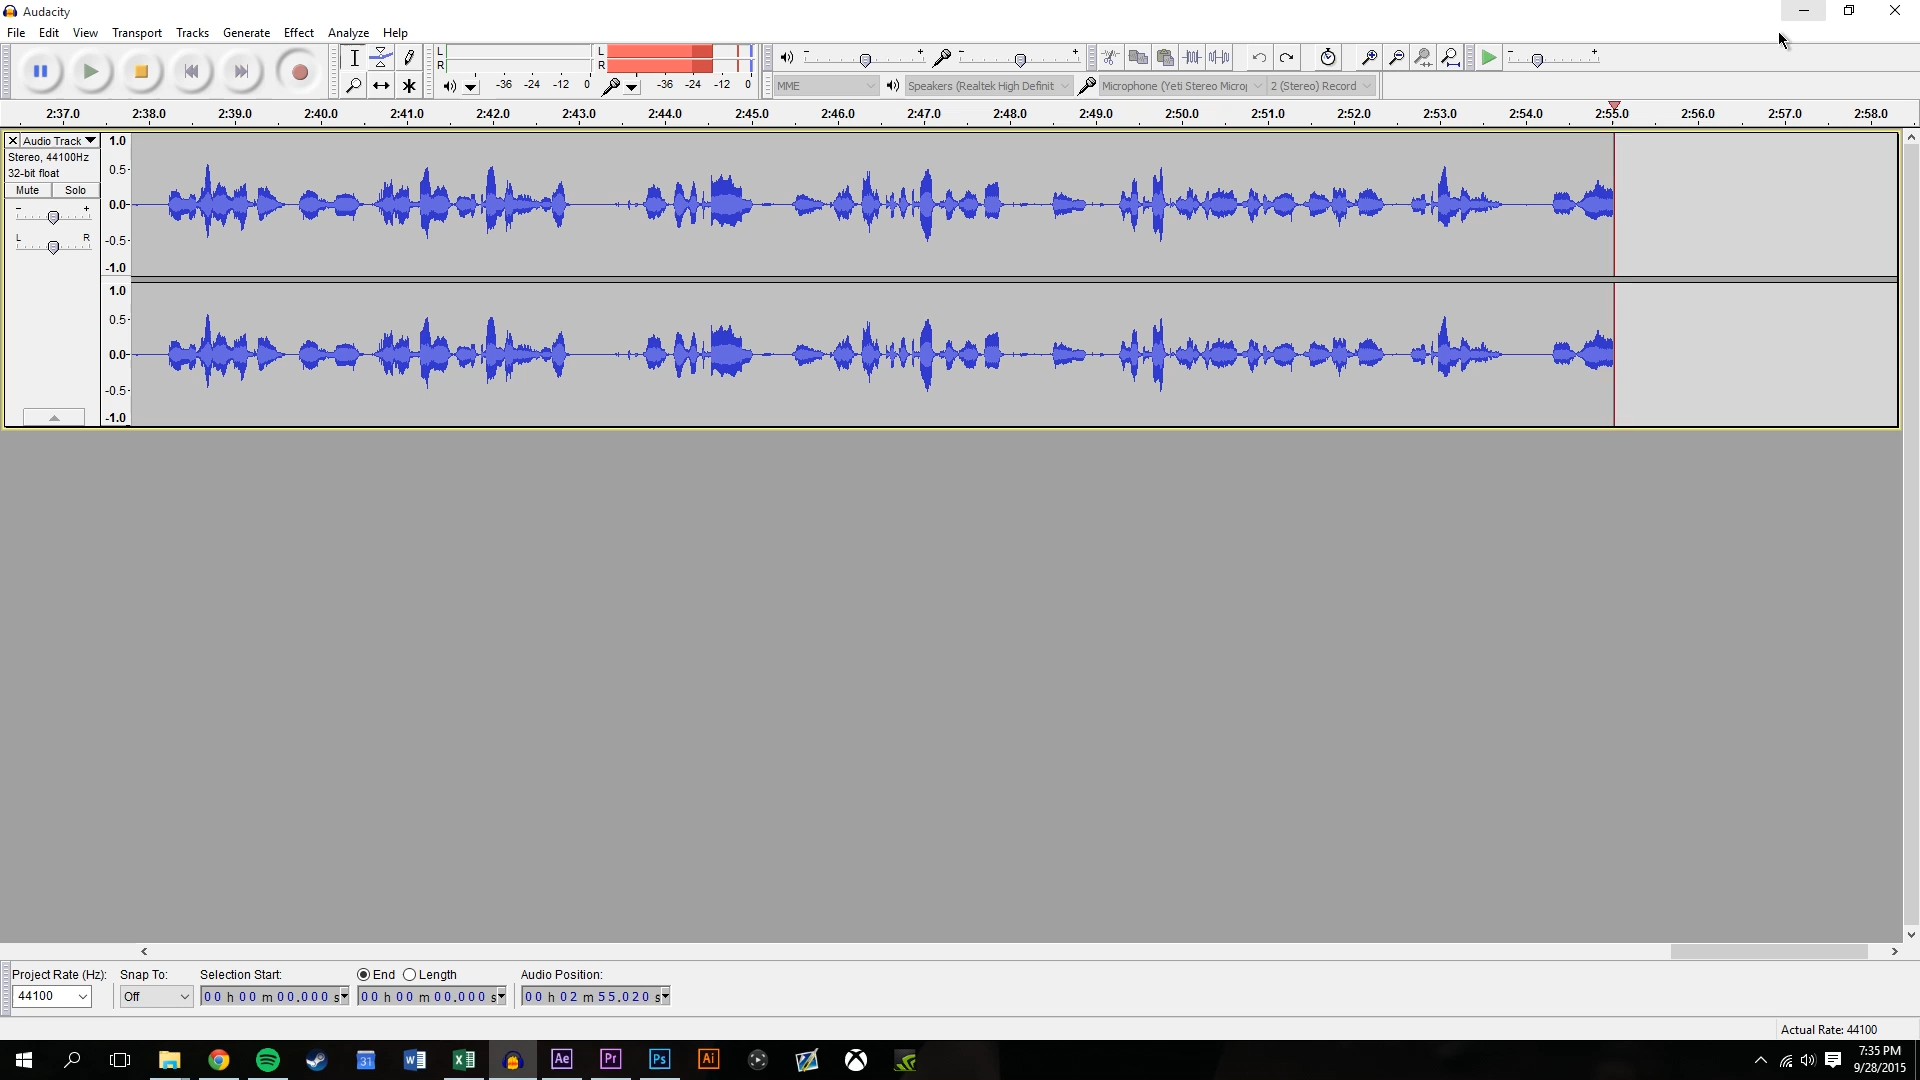 Audacity
File Edit View Transport Tracks Generate Effect Analyze Help
L
R
L
R
-36 -24 -12 0
-36 -24 -12 0
MME
Speakers (Realtek High Definit
Microphone (Yeti Stereo Microp
2 (Stereo) Record
2:37.0 2:38.0 2:39.0 2:40.0 2:41.0 2:42.0 2:43.0 2:44.0 2:45.0 2:46.0 2:47.0 2:48.0 2:49.0 2:50.0 2:51.0 2:52.0 2:53.0 2:54.0 2:55.0 2:56.0 2:57.0 2:58.0
Audio Track
Stereo, 44100Hz
32-bit float
Mute Solo
- +
L R
1.0
0.5
0.0
-0.5
-1.0
1.0
0.5
0.0
-0.5
-1.0
Project Rate (Hz): Snap To: Selection Start: End Length Audio Position:
44100 Off 00 h 00 m 00.000 s 00 h 00 m 00.000 s 00 h 02 m 55.020 s
Actual Rate: 44100
31 Ae Pr Ps Ai
7:35 PM
9/28/2015